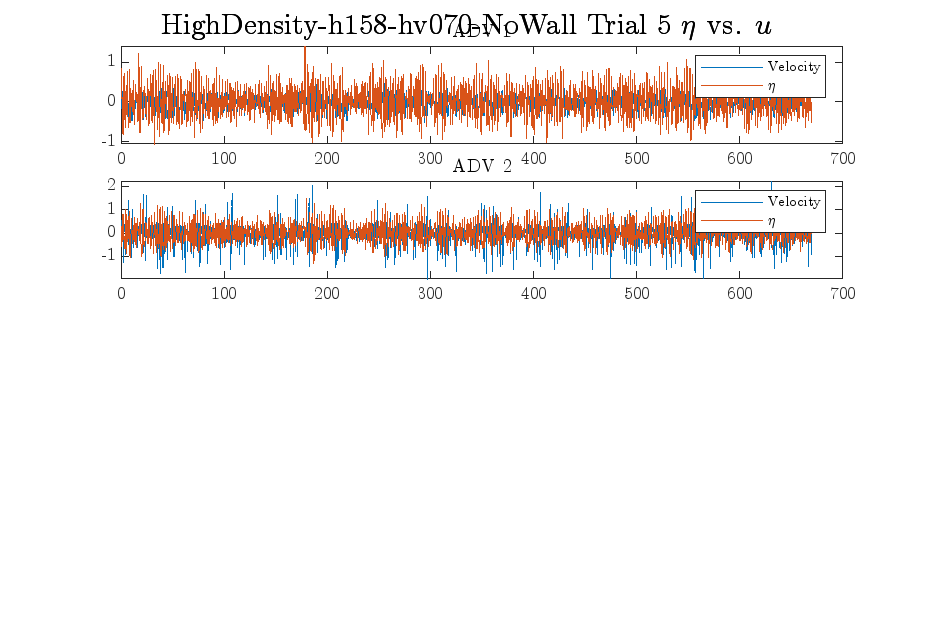 HighDensity-h158-hv070-NoWall Trial 5 η vs. u
ADV 1
1
0
-1
Velocity
η
0 100 200 300 400 500 600 700
ADV 2
2
1
0
-1
Velocity
η
0 100 200 300 400 500 600 700